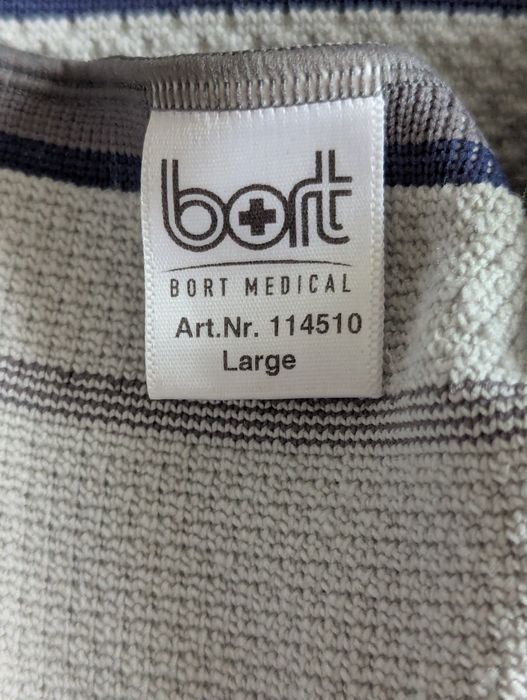 bort
BORT MEDICAL
Art.Nr. 114510
Large